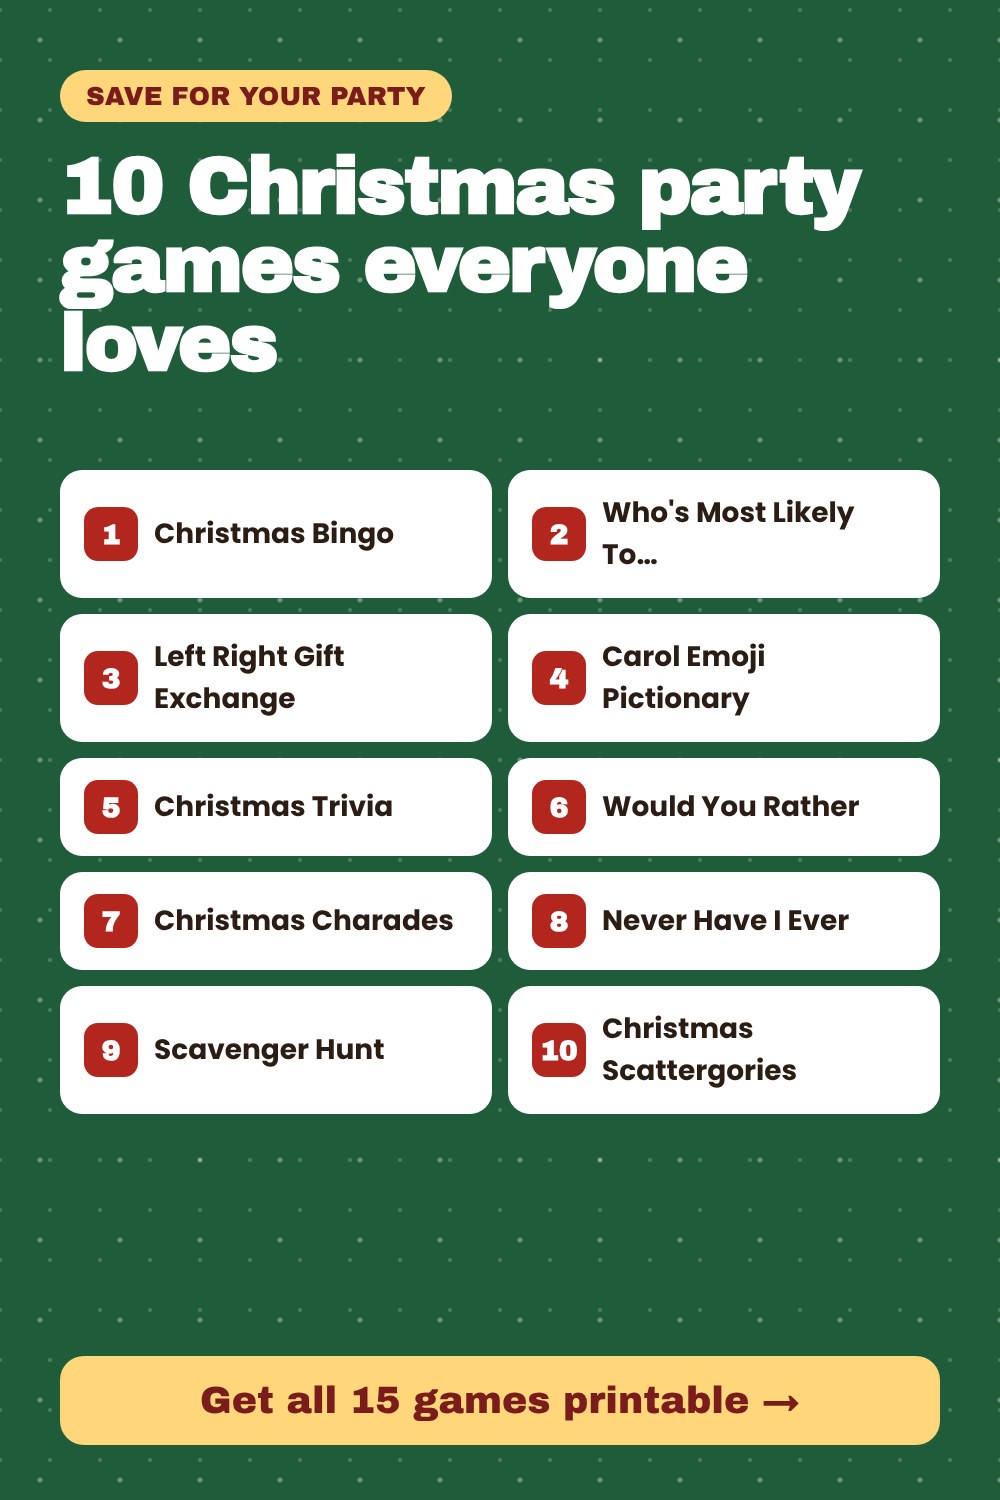 SAVE FOR YOUR PARTY
10 Christmas party
games everyone
loves
1 Christmas Bingo
2 Who's Most Likely
To...
3 Left Right Gift
Exchange
4 Carol Emoji
Pictionary
5 Christmas Trivia
6 Would You Rather
7 Christmas Charades
8 Never Have I Ever
9 Scavenger Hunt
10 Christmas
Scattergories
Get all 15 games printable →